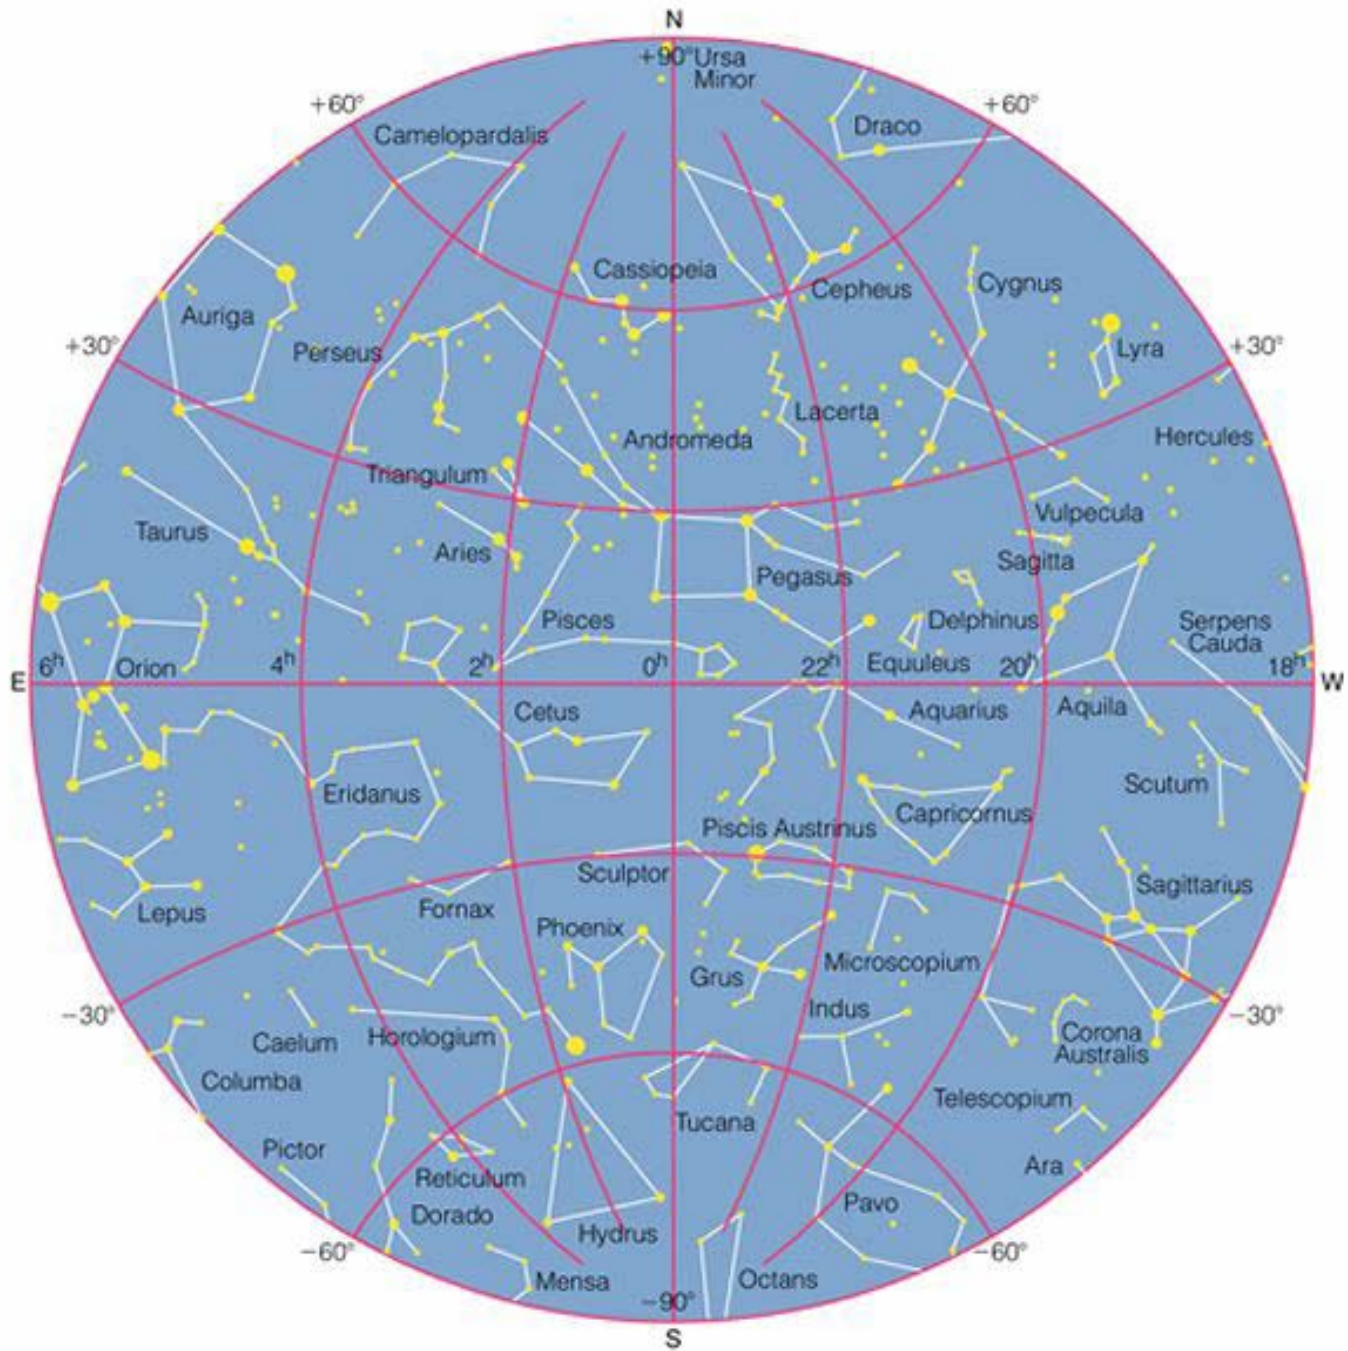 N
+90° Ursa
Minor
+60°
+60°
Camelopardalis
Draco
Cassiopeia
Cepheus
Cygnus
Auriga
+30°
Perseus
Lyra
+30°
Lacerta
Andromeda
Hercules
Triangulum
Vulpecula
Taurus
Aries
Sagitta
Pegasus
Pisces
Delphinus
Serpens
Cauda
E
6h
Orion
4h
2h
0h
22h
Equuleus
20h
18h
W
Cetus
Aquarius
Aquila
Eridanus
Scutum
Capricornus
Piscis Austrinus
Sculptor
Sagittarius
Lepus
Fornax
Phoenix
Grus
Microscopium
−30°
Indus
−30°
Caelum
Horologium
Corona
Australis
Columba
Telescopium
Tucana
Pictor
Reticulum
Ara
Dorado
Pavo
−60°
Hydrus
−60°
Mensa
Octans
−90°
S